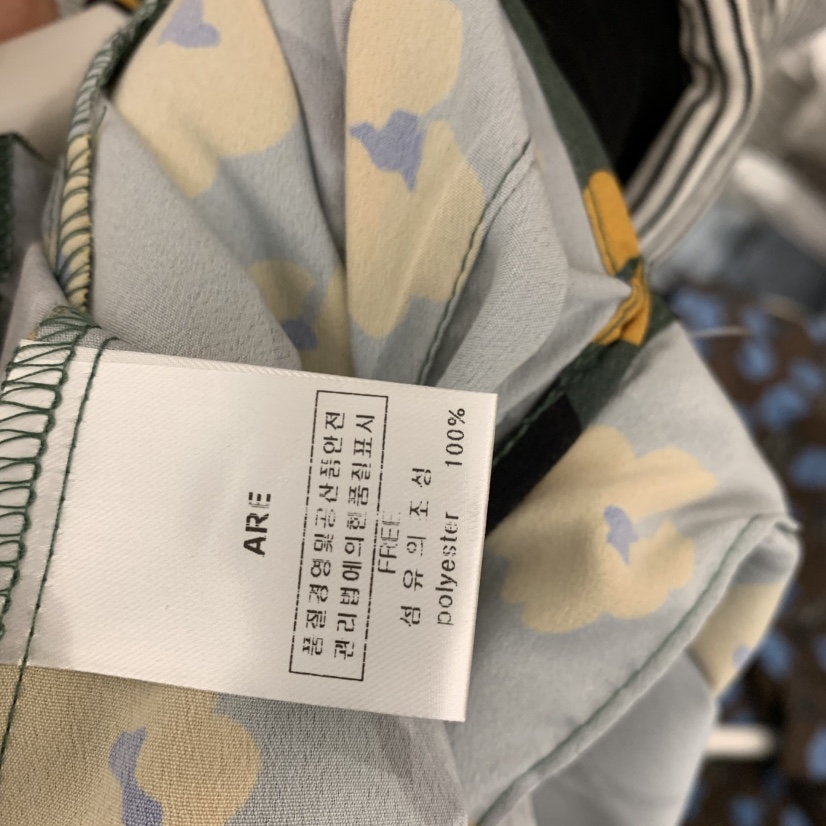 ARE
품질경영및공산품안전
관리법에의한품질표시
FREE
섬 유 의 조 성
polyester 100%